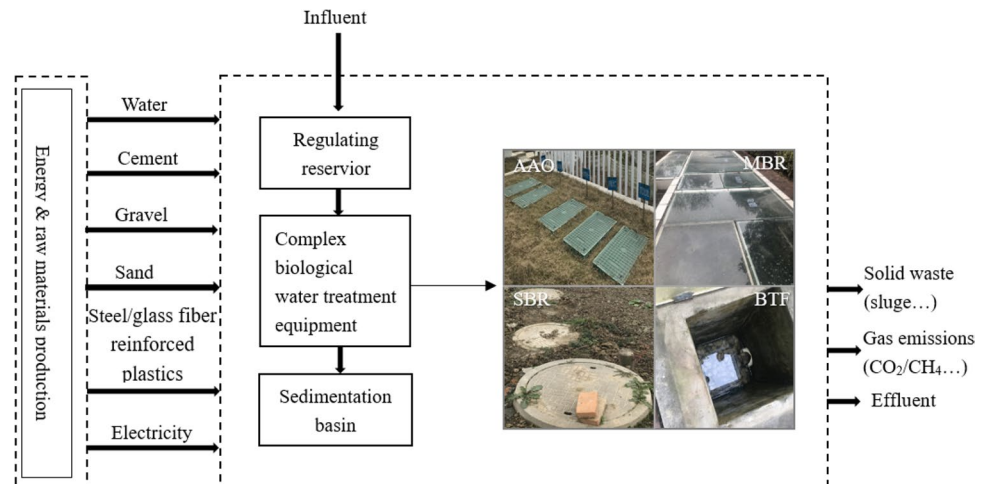 Influent
Energy & raw materials production
Water
Cement
Gravel
Sand
Steel/glass fiber
reinforced
plastics
Electricity
Regulating
reservior
Complex
biological
water treatment
equipment
Sedimentation
basin
AAO
MBR
SBR
BTF
Solid waste
(sluge…)
Gas emissions
(CO₂/CH₄…)
Effluent